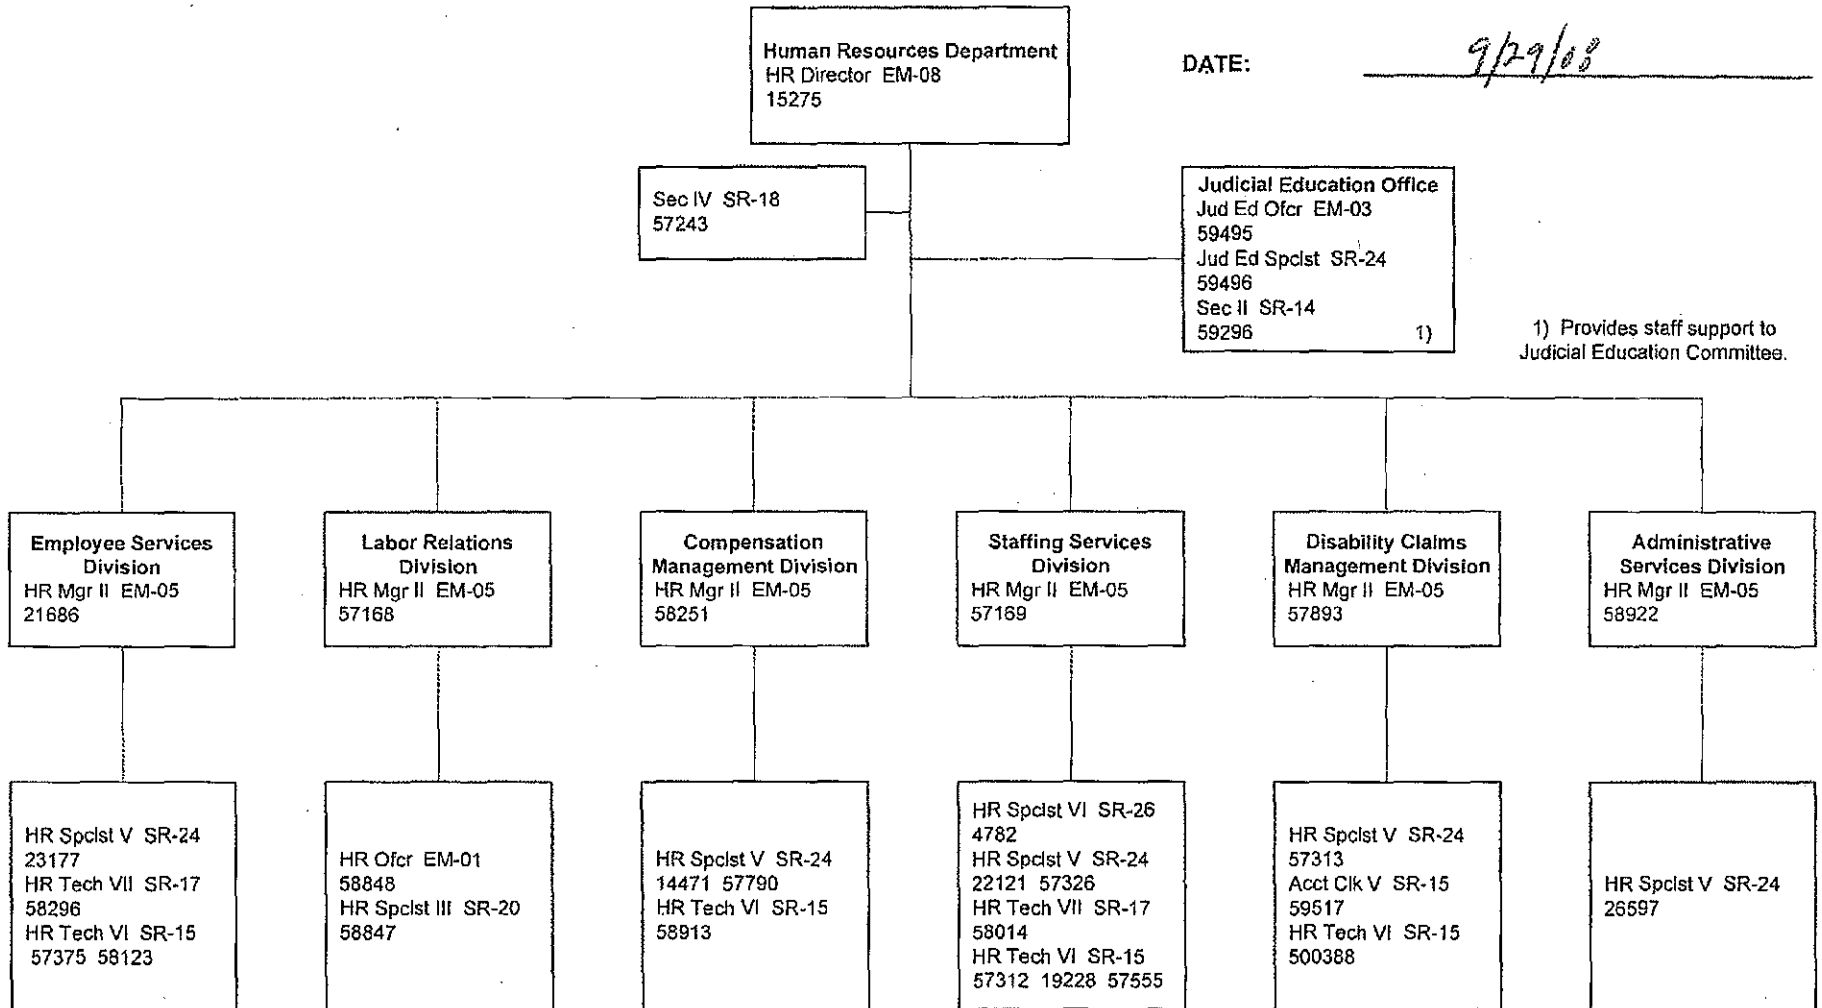 Human Resources Department
HR Director EM-08
15275
DATE: 9/29/08
Sec IV SR-18
57243
Judicial Education Office
Jud Ed Ofcr EM-03
59495
Jud Ed Spclst SR-24
59496
Sec II SR-14
59296 1)
1) Provides staff support to
Judicial Education Committee.
Employee Services
Division
HR Mgr II EM-05
21686
Labor Relations
Division
HR Mgr II EM-05
57168
Compensation
Management Division
HR Mgr II EM-05
58251
Staffing Services
Division
HR Mgr II EM-05
57169
Disability Claims
Management Division
HR Mgr II EM-05
57893
Administrative
Services Division
HR Mgr II EM-05
58922
HR Spclst V SR-24
23177
HR Tech VII SR-17
58296
HR Tech VI SR-15
57375 58123
HR Ofcr EM-01
58848
HR Spclst III SR-20
58847
HR Spclst V SR-24
14471 57790
HR Tech VI SR-15
58913
HR Spclst VI SR-26
4782
HR Spclst V SR-24
22121 57326
HR Tech VII SR-17
58014
HR Tech VI SR-15
57312 19228 57555
HR Spclst V SR-24
57313
Acct Clk V SR-15
59517
HR Tech VI SR-15
500388
HR Spclst V SR-24
26597